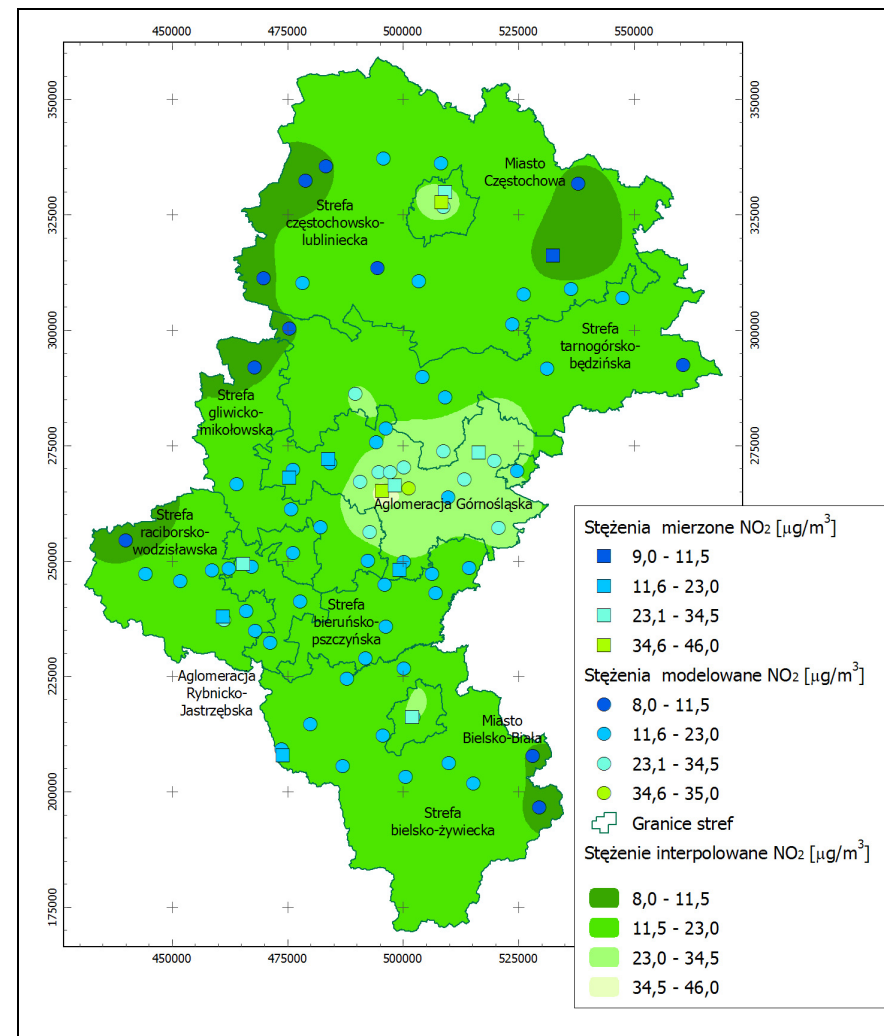 450000 475000 500000 525000 550000
350000 350000
325000 325000
300000 300000
275000 275000
250000
225000
200000
175000
Miasto
Częstochowa
Strefa
częstochowsko-
lubliniecka
Strefa
tarnogórsko-
będzińska
Strefa
gliwicko-
mikołowska
Aglomeracja Górnośląska
Strefa
raciborsko-
wodzisławska
Strefa
bieruńsko-
pszczyńska
Aglomeracja
Rybnicko-
Jastrzębska
Miasto
Bielsko-Biała
Strefa
bielsko-żywiecka
450000 475000 500000 525000
Stężenia mierzone NO2 [µg/m3]
9,0 - 11,5
11,6 - 23,0
23,1 - 34,5
34,6 - 46,0
Stężenia modelowane NO2 [µg/m3]
8,0 - 11,5
11,6 - 23,0
23,1 - 34,5
34,6 - 35,0
Granice stref
Stężenie interpolowane NO2 [µg/m3]
8,0 - 11,5
11,5 - 23,0
23,0 - 34,5
34,5 - 46,0